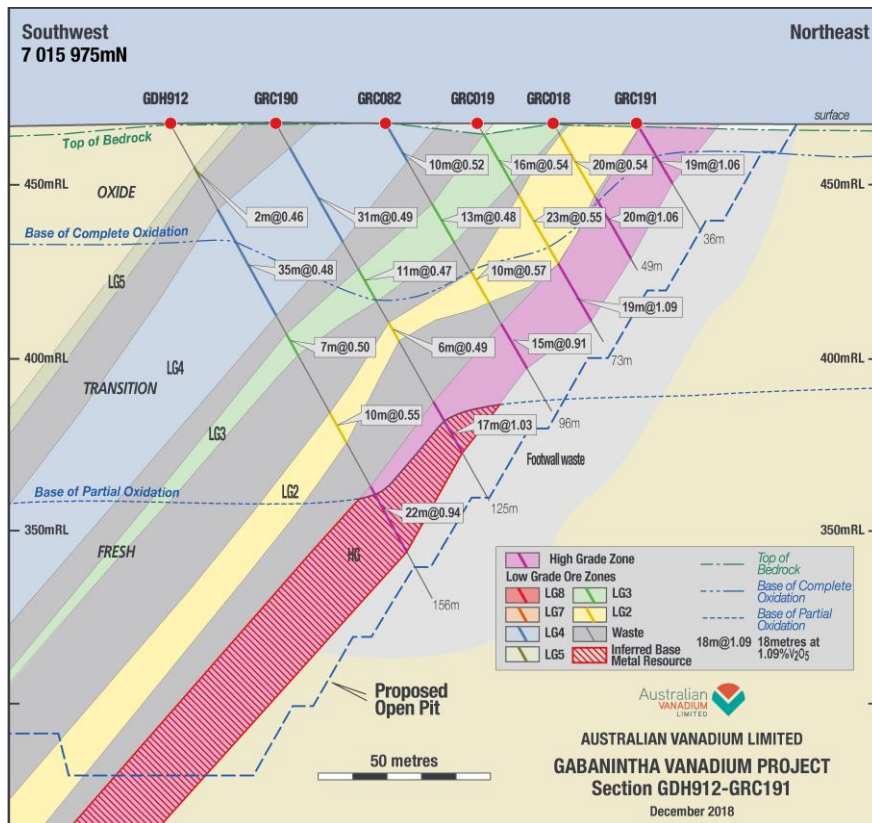 Southwest
7 015 975mN
Northeast
GDH912
GRC190
GRC082
GRC019
GRC018
GRC191
surface
Top of Bedrock
OXIDE
450mRL
450mRL
10m@0.52
16m@0.54
20m@0.54
19m@1.06
2m@0.46
31m@0.49
13m@0.48
23m@0.55
20m@1.06
36m
Base of Complete Oxidation
35m@0.48
11m@0.47
10m@0.57
49m
LG5
19m@1.09
7m@0.50
6m@0.49
15m@0.91
73m
400mRL
400mRL
LG4
TRANSITION
10m@0.55
96m
LG3
17m@1.03
Footwall waste
Base of Partial Oxidation
LG2
22m@0.94
125m
350mRL
350mRL
FRESH
HG
156m
High Grade Zone
Low Grade Ore Zones
LG8
LG3
LG7
LG2
LG4
Waste
LG5
Inferred Base
Metal Resource
Top of
Bedrock
Base of Complete
Oxidation
Base of Partial
Oxidation
18m@1.09 18metres at
1.09%V₂O₅
Proposed
Open Pit
50 metres
Australian
VANADIUM
LIMITED
AUSTRALIAN VANADIUM LIMITED
GABANINTHA VANADIUM PROJECT
Section GDH912-GRC191
December 2018